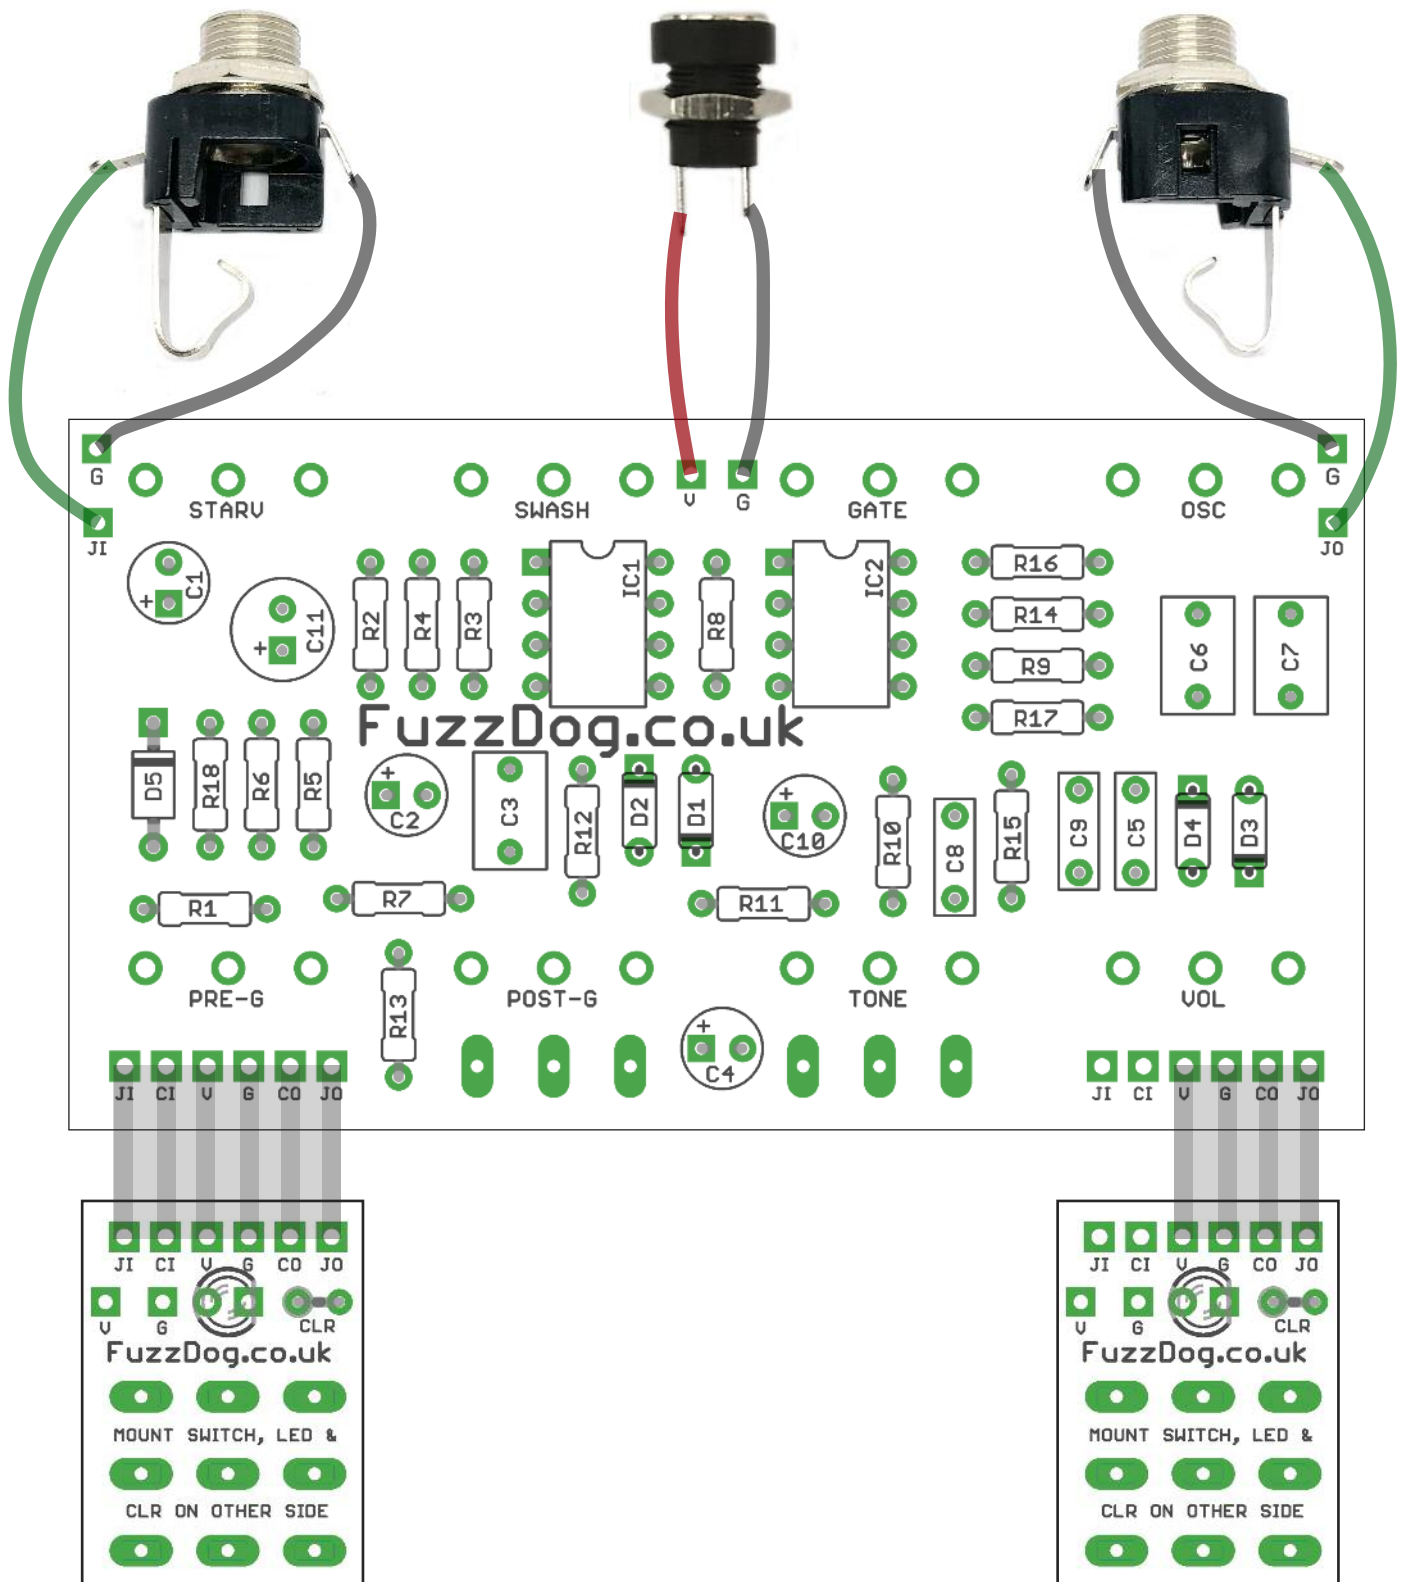 G G
V G
STARV SWASH GATE OSC
JI JO
+ C1
+ C11
R2 R4 R3 IC1 R8 IC2
R16
R14
R9
R17
C6 C7
FuzzDog.co.uk
D5 R18 R6 R5
+ C2
C3 R12 D2 D1
+ C10
R10 C8 R15 C9 C5 D4 D3
R1 R7 R11
PRE-G POST-G TONE VOL
R13
+ C4
JI CI V G CO JO
JI CI V G CO JO
JI CI V G CO JO
V G CLR
FuzzDog.co.uk
MOUNT SWITCH, LED &
CLR ON OTHER SIDE
JI CI V G CO JO
V G CLR
FuzzDog.co.uk
MOUNT SWITCH, LED &
CLR ON OTHER SIDE